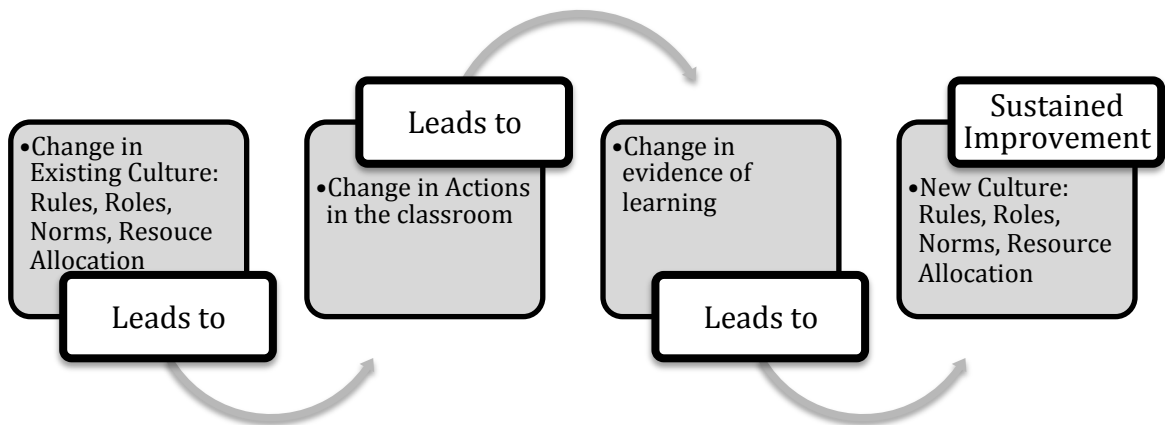 •Change in
Existing Culture:
Rules, Roles,
Norms, Resouce
Allocation
Leads to
Leads to
•Change in Actions
in the classroom
•Change in
evidence of
learning
Leads to
Sustained
Improvement
•New Culture:
Rules, Roles,
Norms, Resource
Allocation